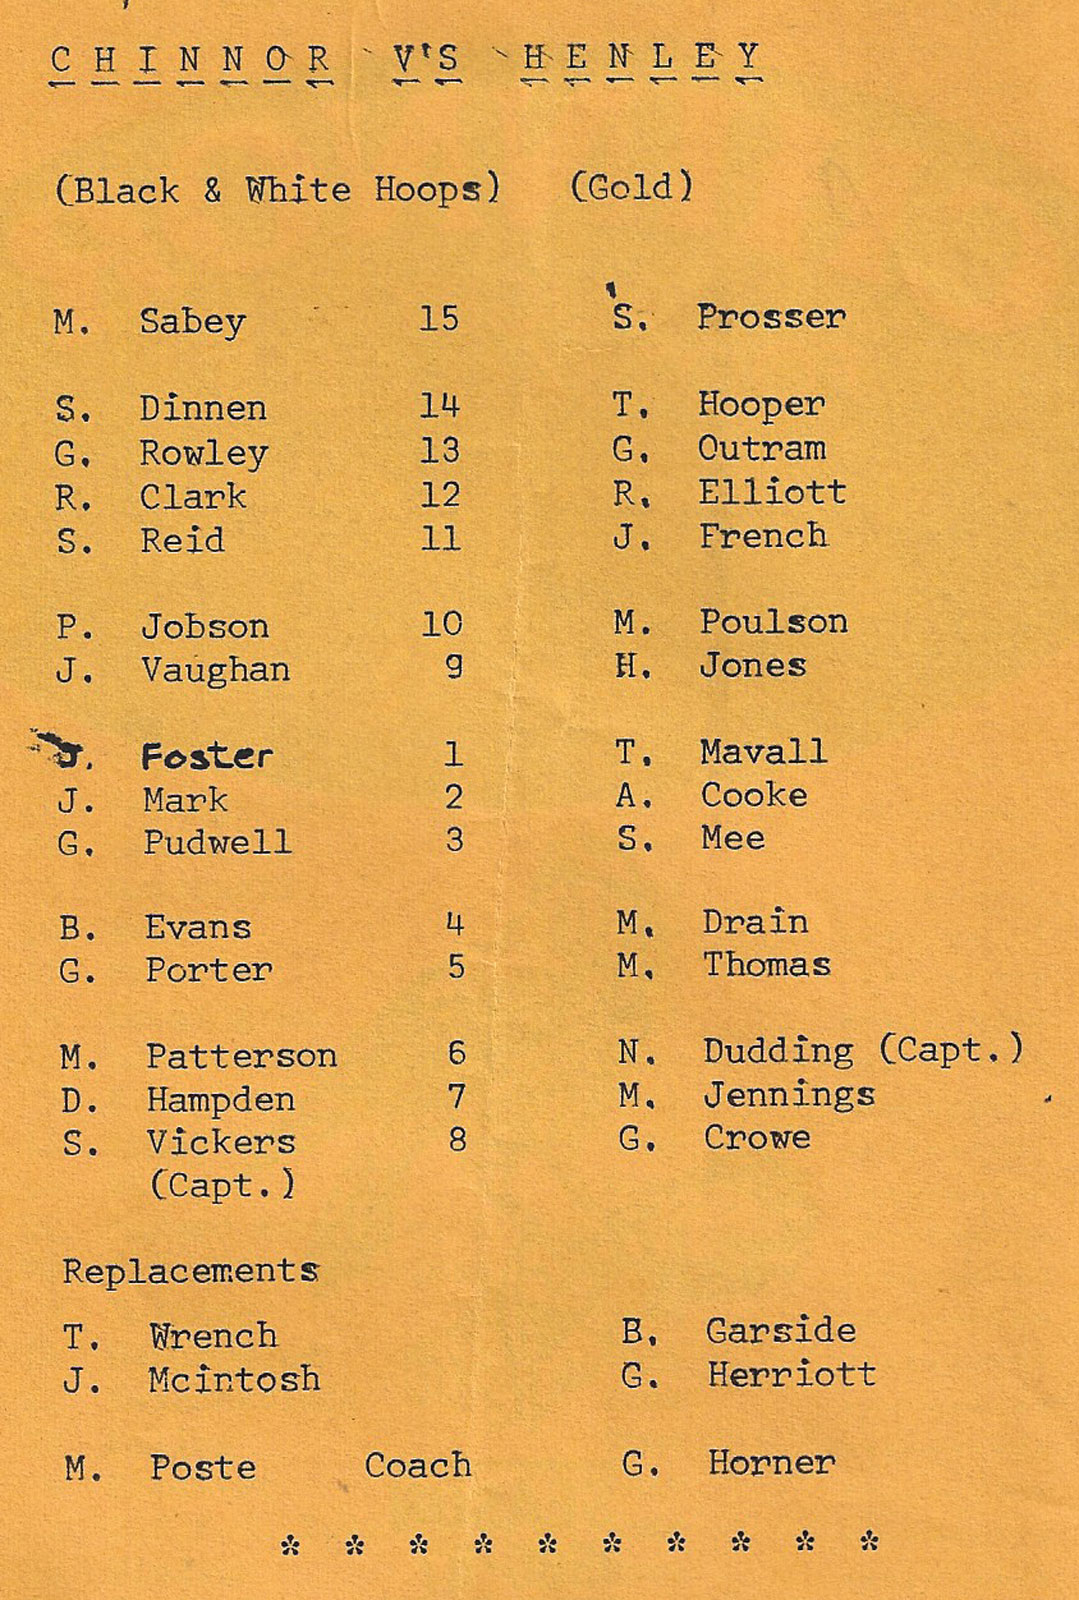 CHINNOR V'S HENLEY
(Black & White Hoops) (Gold)
M. Sabey 15 S. Prosser
S. Dinnen 14 T. Hooper
G. Rowley 13 G. Outram
R. Clark 12 R. Elliott
S. Reid 11 J. French
P. Jobson 10 M. Poulson
J. Vaughan 9 H. Jones
J. Foster 1 T. Mavall
J. Mark 2 A. Cooke
G. Pudwell 3 S. Mee
B. Evans 4 M. Drain
G. Porter 5 M. Thomas
M. Patterson 6 N. Dudding (Capt.)
D. Hampden 7 M. Jennings
S. Vickers 8 G. Crowe
(Capt.)
Replacements
T. Wrench B. Garside
J. Mcintosh G. Herriott
M. Poste Coach G. Horner
* * * * * * * * * *